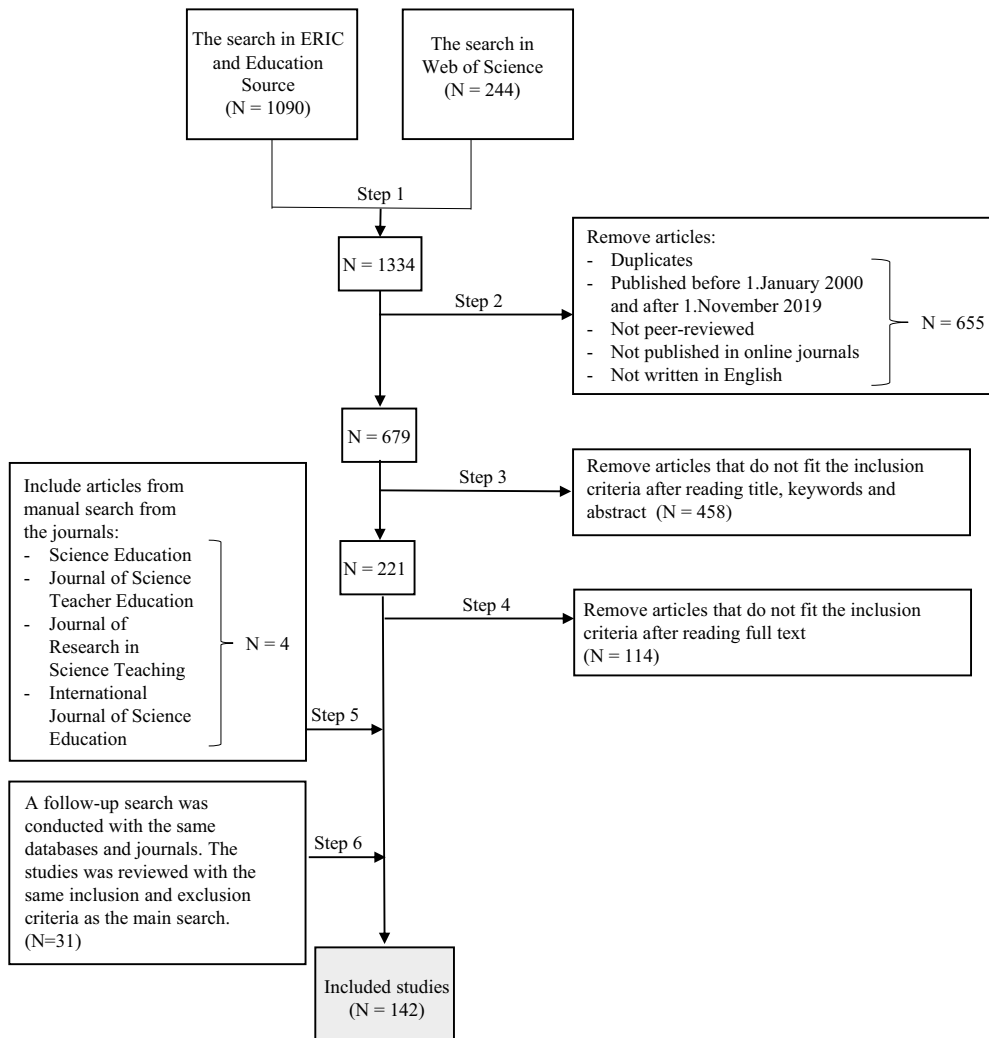 The search in ERIC
and Education
Source
(N = 1090)
The search in
Web of Science
(N = 244)
Step 1
N = 1334
Remove articles:
- Duplicates
- Published before 1.January 2000
and after 1.November 2019
- Not peer-reviewed
- Not published in online journals
- Not written in English
N = 655
Step 2
N = 679
Step 3
Remove articles that do not fit the inclusion
criteria after reading title, keywords and
abstract (N = 458)
Include articles from
manual search from
the journals:
- Science Education
- Journal of Science
Teacher Education
- Journal of
Research in
Science Teaching
- International
Journal of Science
Education
N = 4
N = 221
Step 4
Remove articles that do not fit the inclusion
criteria after reading full text
(N = 114)
Step 5
A follow-up search was
conducted with the same
databases and journals. The
studies was reviewed with the
same inclusion and exclusion
criteria as the main search.
(N=31)
Step 6
Included studies
(N = 142)